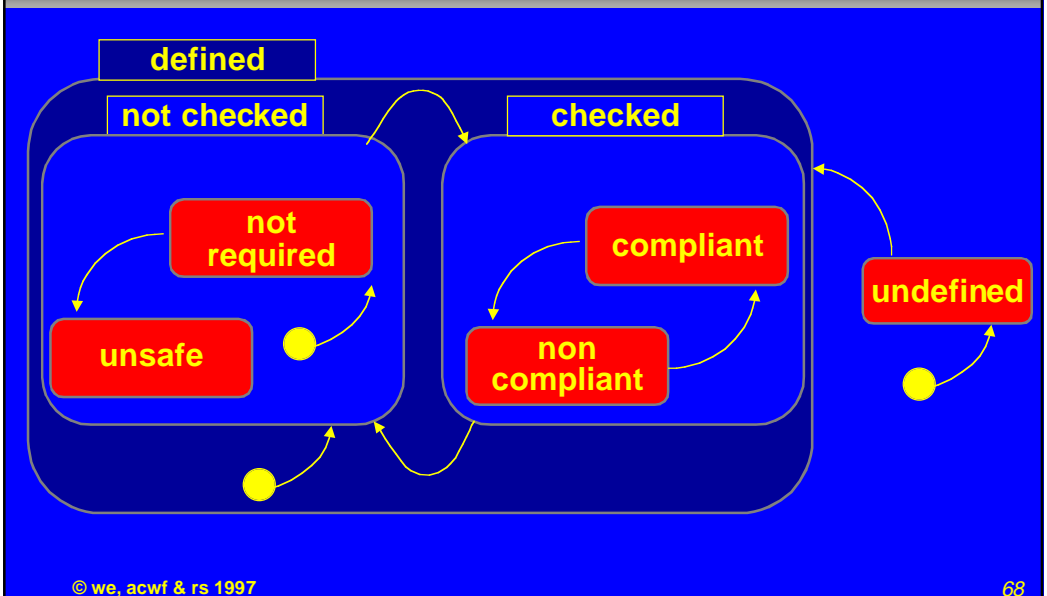 defined
not checked
checked
not
required
compliant
undefined
unsafe
non
compliant
© we, acwf & rs 1997
68